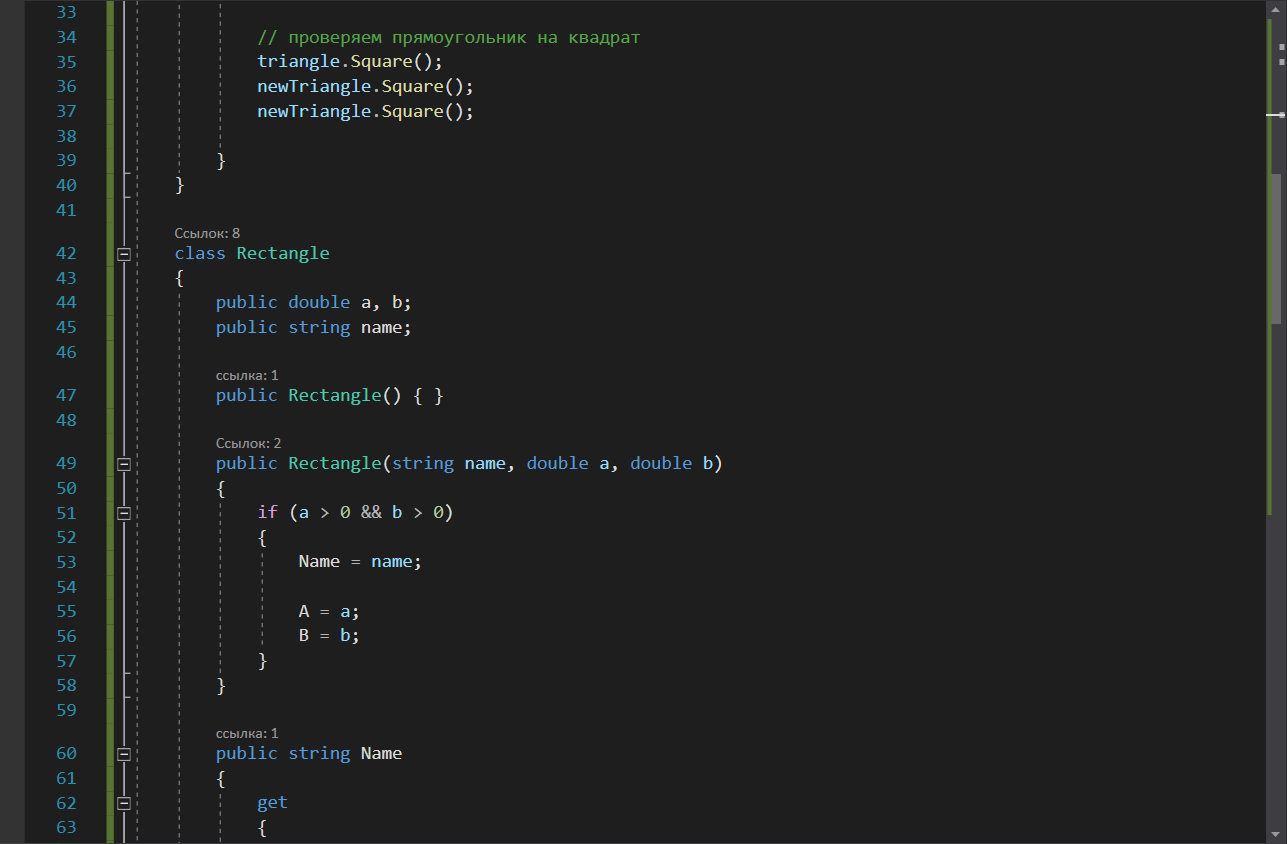 33
34 // проверяем прямоугольник на квадрат
35 triangle.Square();
36 newTriangle.Square();
37 newTriangle.Square();
38
39 }
40 }
41
Ссылок: 8
42 class Rectangle
43 {
44 public double a, b;
45 public string name;
46
ссылка: 1
47 public Rectangle() { }
48
Ссылок: 2
49 public Rectangle(string name, double a, double b)
50 {
51 if (a > 0 && b > 0)
52 {
53 Name = name;
54
55 A = a;
56 B = b;
57 }
58 }
59
ссылка: 1
60 public string Name
61 {
62 get
63 {